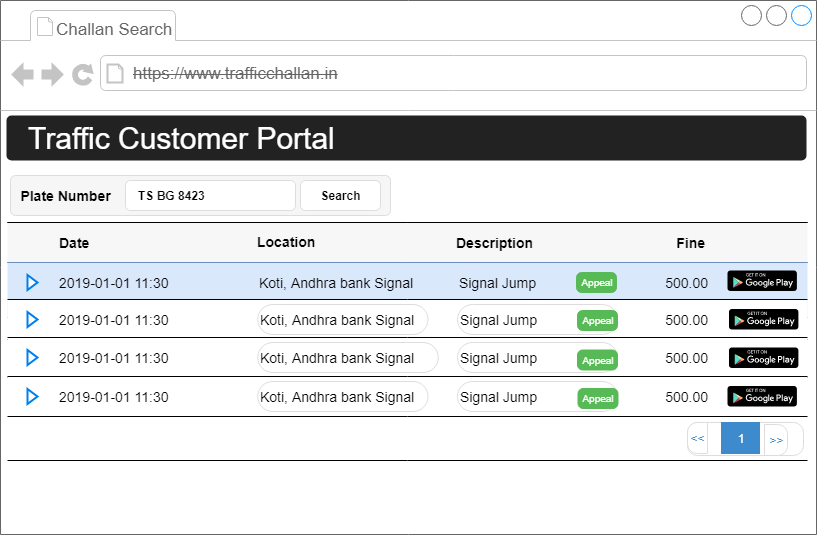 Challan Search
https://www.trafficchallan.in
Traffic Customer Portal
Plate Number TS BG 8423 Search
Date Location Description Fine
2019-01-01 11:30 Koti, Andhra bank Signal Signal Jump Appeal 500.00 GET IT ON Google Play
2019-01-01 11:30 Koti, Andhra bank Signal Signal Jump Appeal 500.00 GET IT ON Google Play
2019-01-01 11:30 Koti, Andhra bank Signal Signal Jump Appeal 500.00 GET IT ON Google Play
2019-01-01 11:30 Koti, Andhra bank Signal Signal Jump Appeal 500.00 GET IT ON Google Play
<< 1 >>